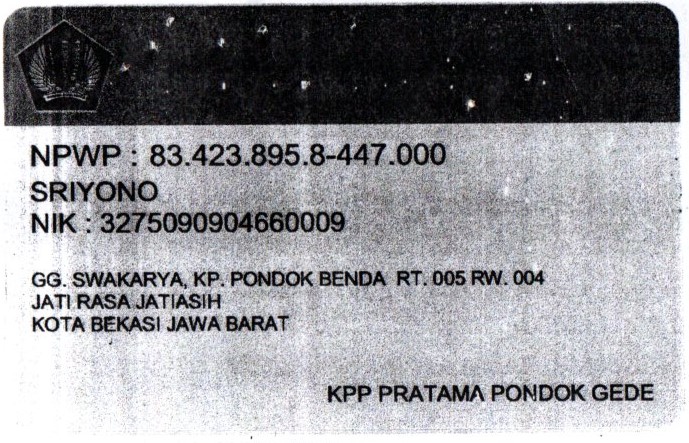 NPWP : 83.423.895.8-447.000
SRIYONO
NIK : 3275090904660009
GG. SWAKARYA, KP. PONDOK BENDA RT. 005 RW. 004
JATI RASA JATIASIH
KOTA BEKASI JAWA BARAT
KPP PRATAMA PONDOK GEDE